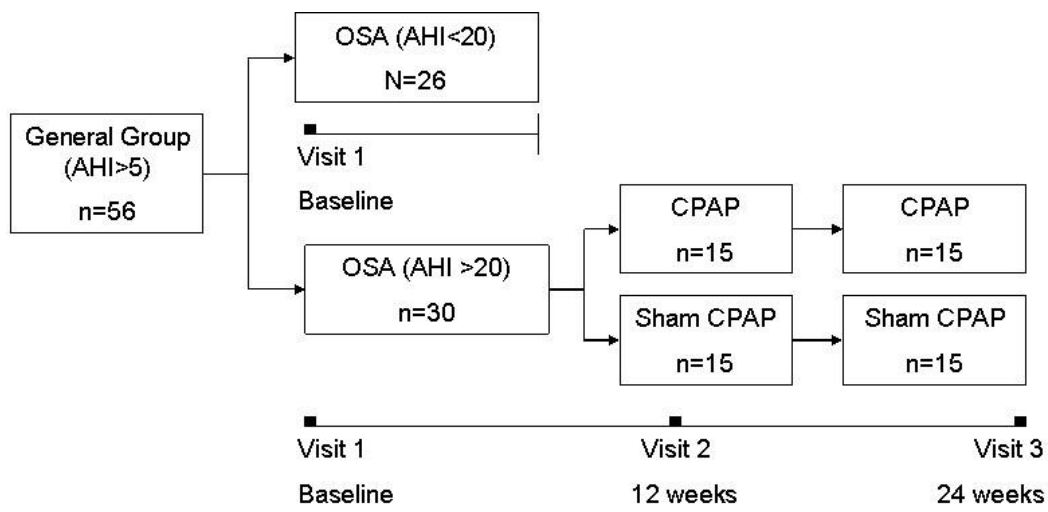 General Group
(AHI>5)
n=56
OSA (AHI<20)
N=26
Visit 1
Baseline
OSA (AHI >20)
n=30
CPAP
n=15
CPAP
n=15
Sham CPAP
n=15
Sham CPAP
n=15
Visit 1
Visit 2
Visit 3
Baseline
12 weeks
24 weeks